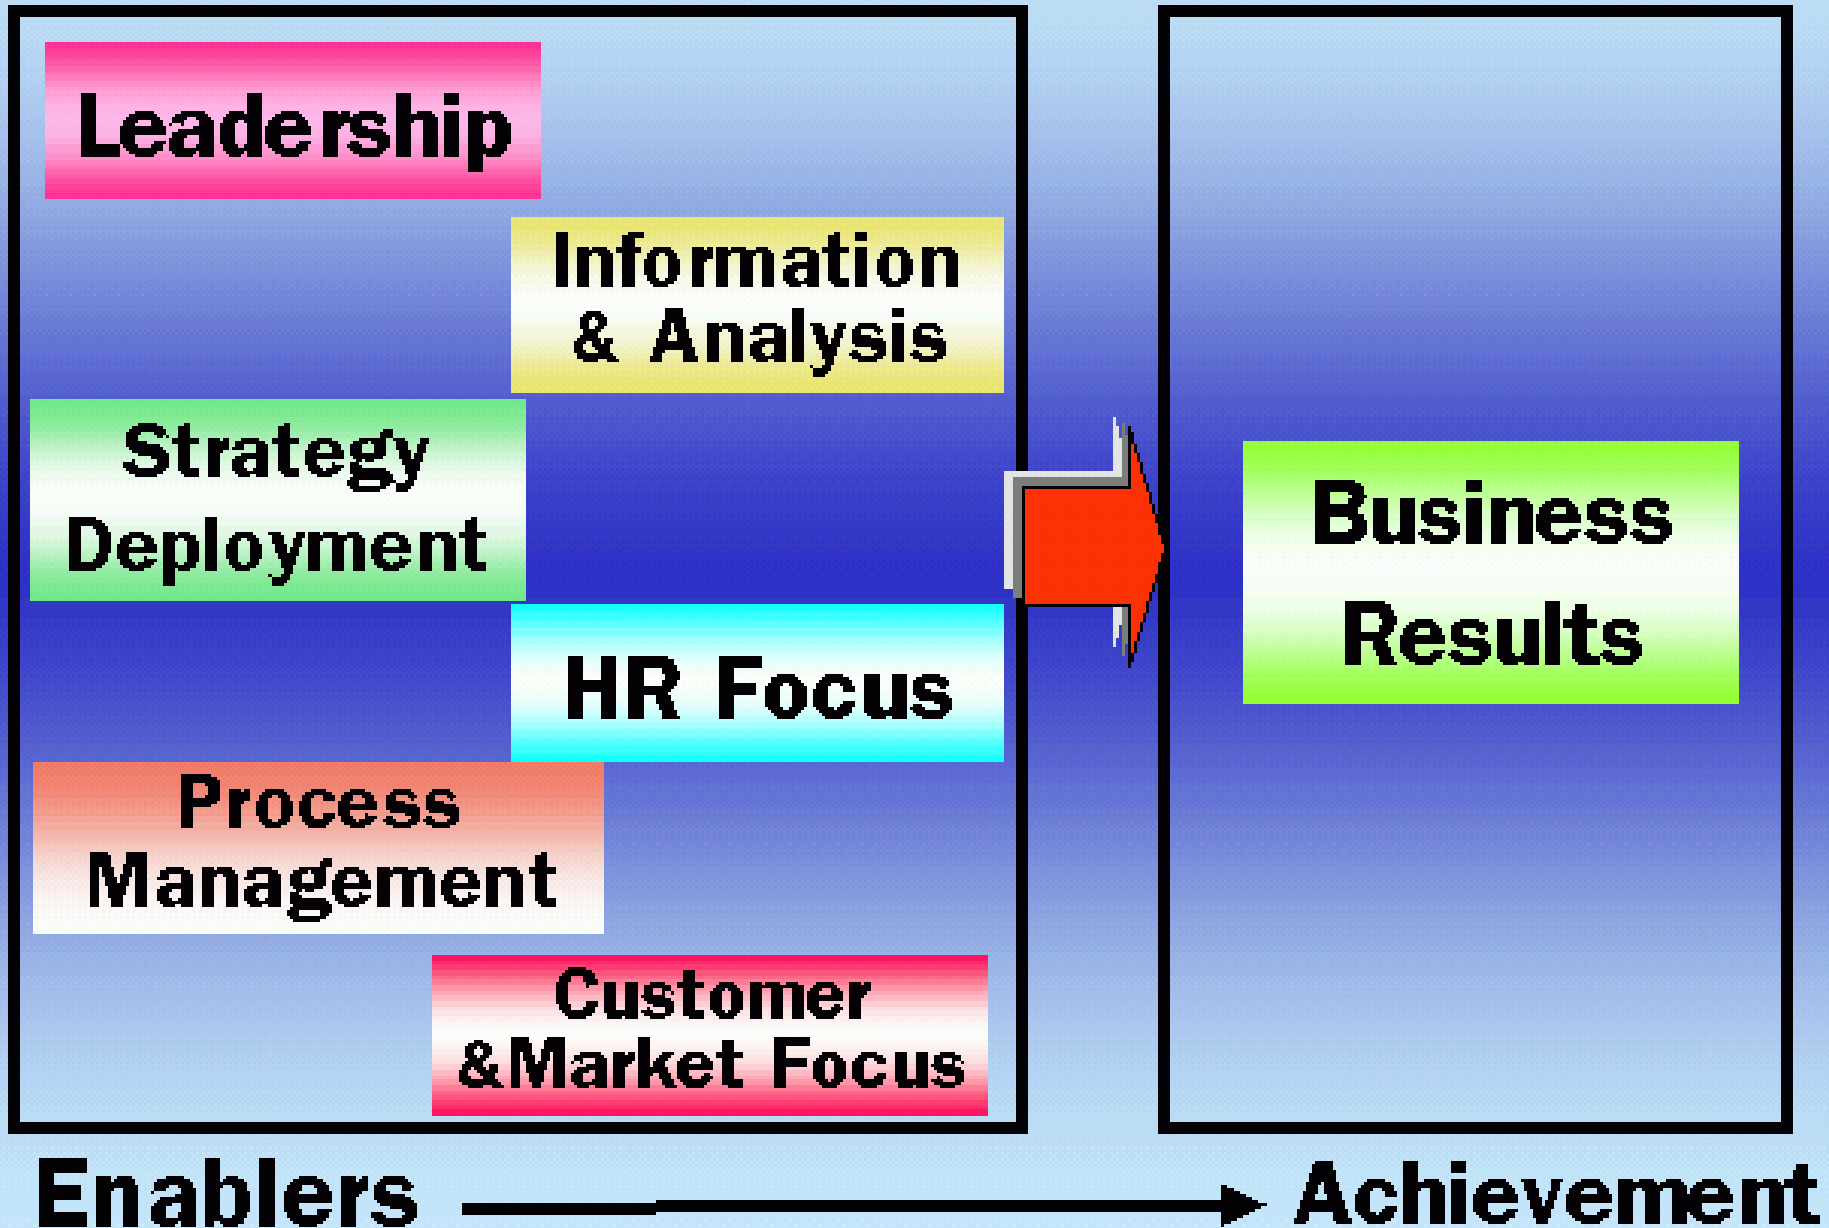 Leadership
Information
& Analysis
Strategy
Deployment
HR Focus
Process
Management
Customer
&Market Focus
Business
Results
Enablers
Achievement